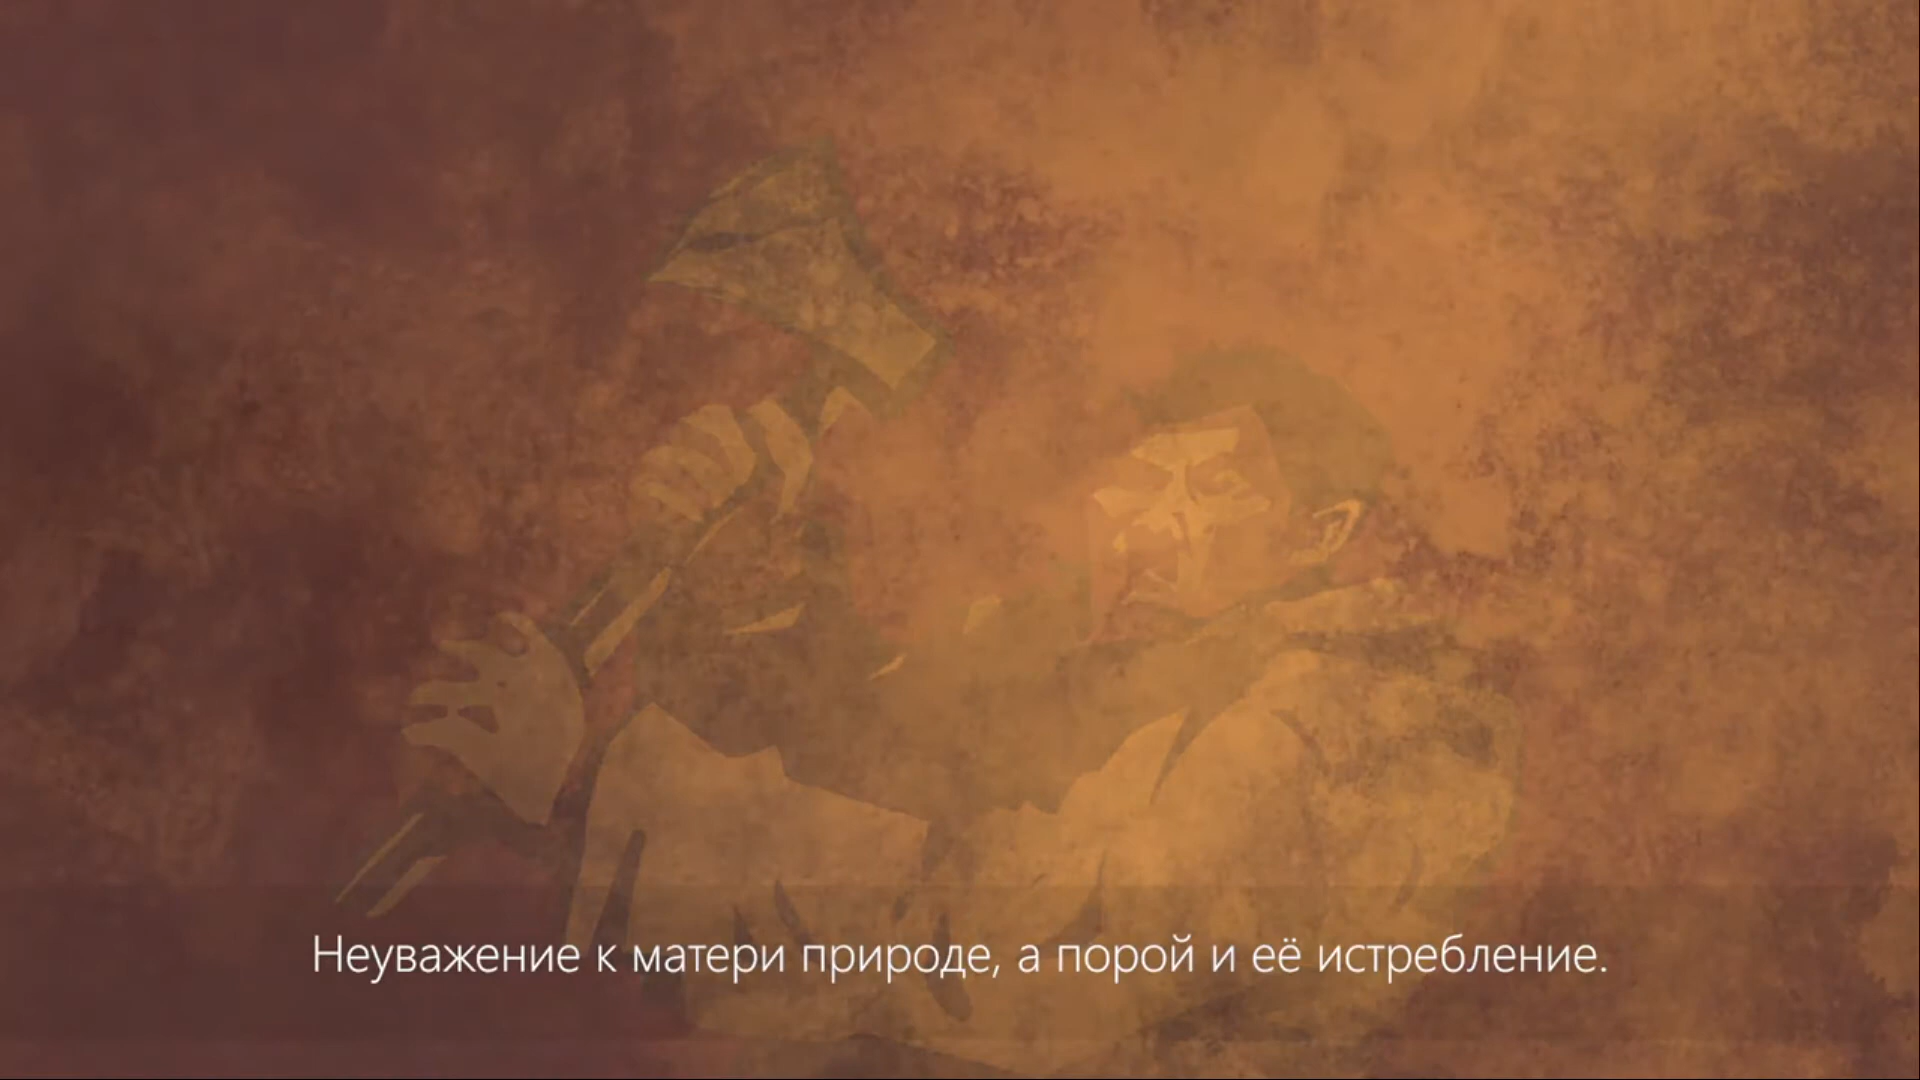 Неуважение к матери природе, а порой и её истребление.